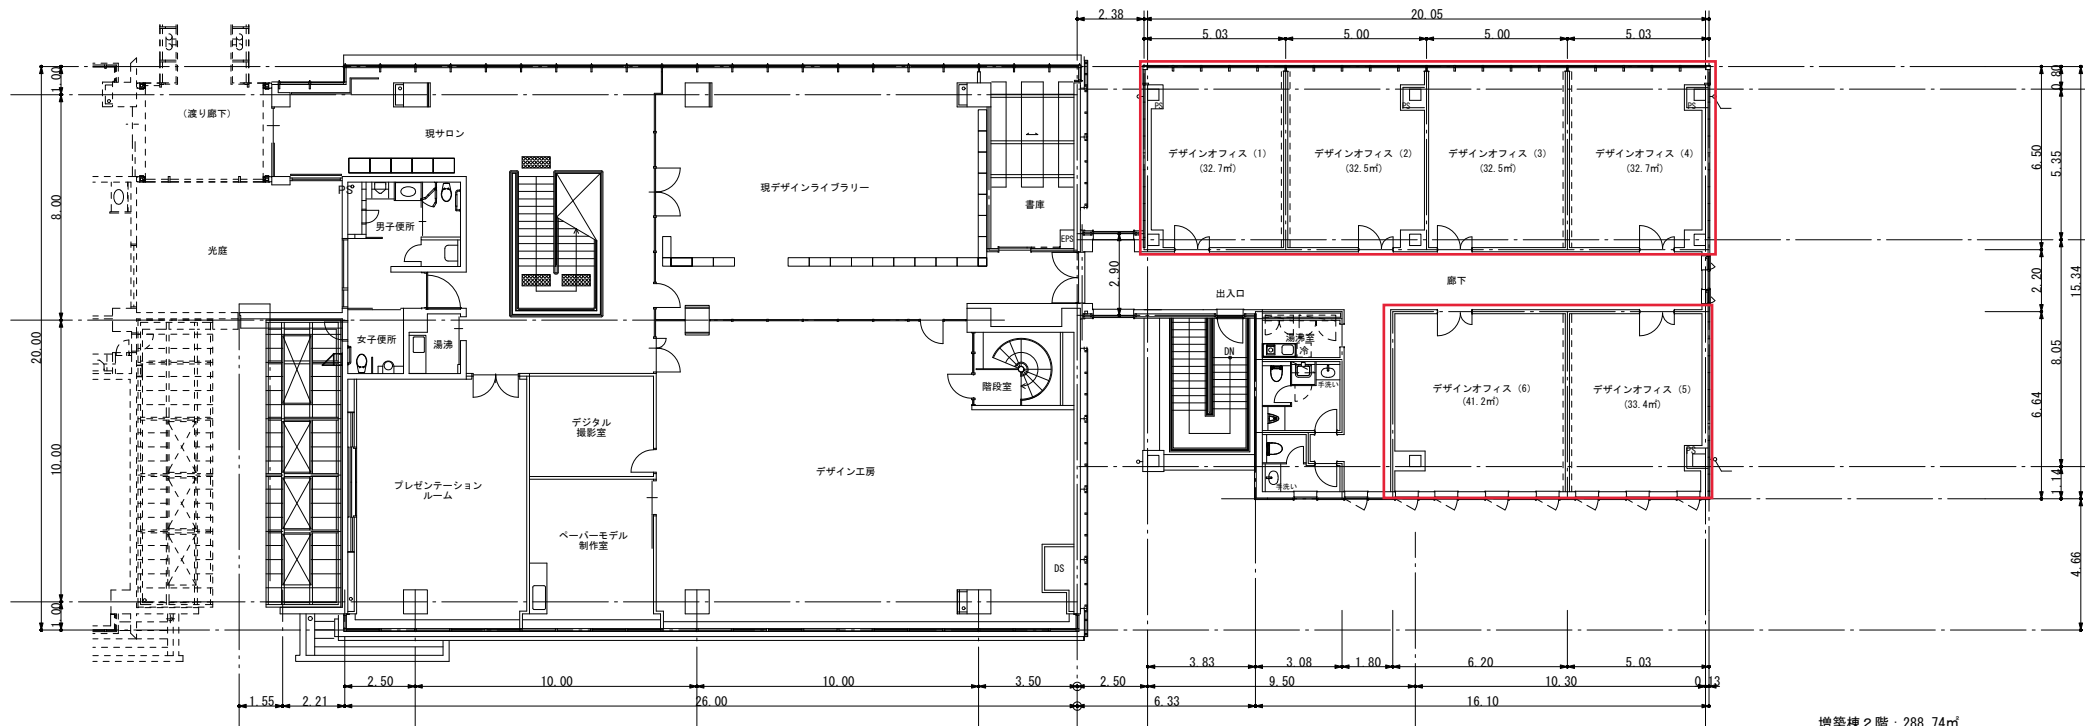 2.38
20.05
5.03
5.00
5.00
5.03
1.00
8.00
20.00
10.00
1.00
(渡り廊下)
現サロン
PS
男子便所
光庭
女子便所
湯沸
現デザインライブラリー
書庫
EPS
階段室
デジタル
撮影室
プレゼンテーション
ルーム
ペーパーモデル
制作室
デザイン工房
DS
PS
PS
PS
デザインオフィス (1)
(32.7㎡)
デザインオフィス (2)
(32.5㎡)
デザインオフィス (3)
(32.5㎡)
デザインオフィス (4)
(32.7㎡)
2.90
出入口
廊下
DN
湯沸室
冷
手洗い
手洗い
デザインオフィス (6)
(41.2㎡)
デザインオフィス (5)
(33.4㎡)
PS
0.80
6.50
5.35
2.20
15.34
8.05
6.64
1.14
4.66
3.83
3.08
1.80
6.20
5.03
2.50
10.00
10.00
3.50
2.50
9.50
10.30
0.13
1.55
2.21
26.00
6.33
16.10
増築棟2階:288.74㎡